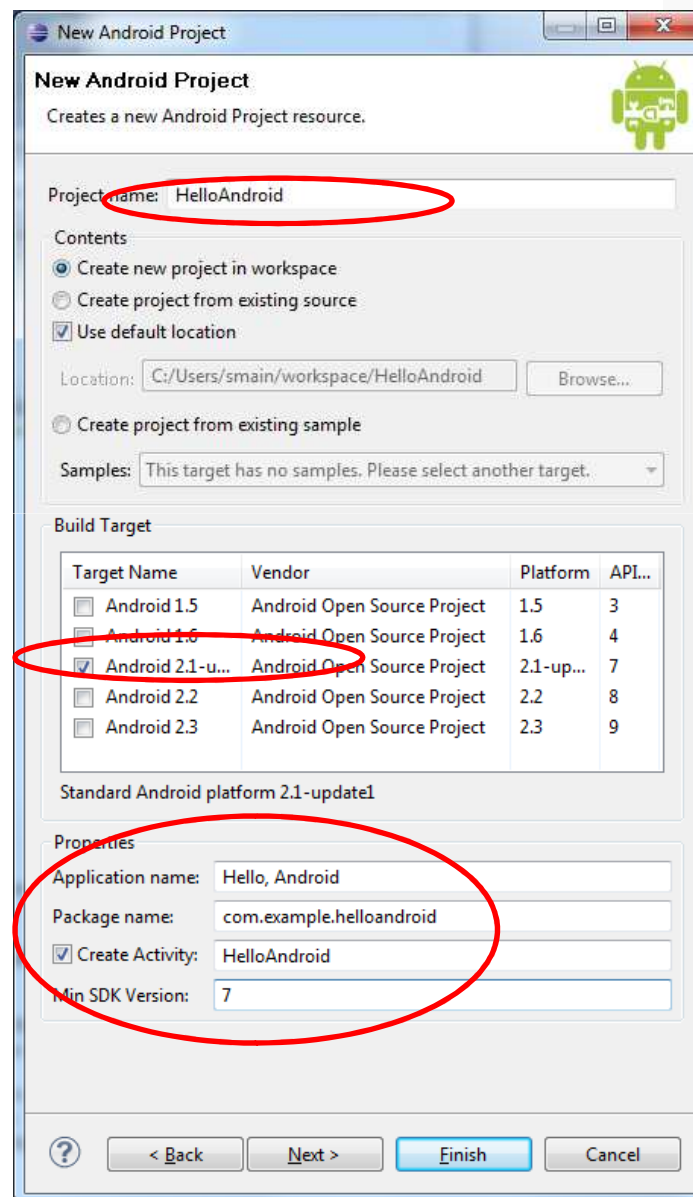 New Android Project
New Android Project
Creates a new Android Project resource.
Project name: HelloAndroid
Contents
Create new project in workspace
Create project from existing source
Use default location
Location: C:/Users/smain/workspace/HelloAndroid Browse...
Create project from existing sample
Samples: This target has no samples. Please select another target.
Build Target
Target Name Vendor Platform API...
Android 1.5 Android Open Source Project 1.5 3
Android 1.6 Android Open Source Project 1.6 4
Android 2.1-u... Android Open Source Project 2.1-up... 7
Android 2.2 Android Open Source Project 2.2 8
Android 2.3 Android Open Source Project 2.3 9
Standard Android platform 2.1-update1
Properties
Application name: Hello, Android
Package name: com.example.helloandroid
Create Activity: HelloAndroid
Min SDK Version: 7
? < Back Next > Finish Cancel